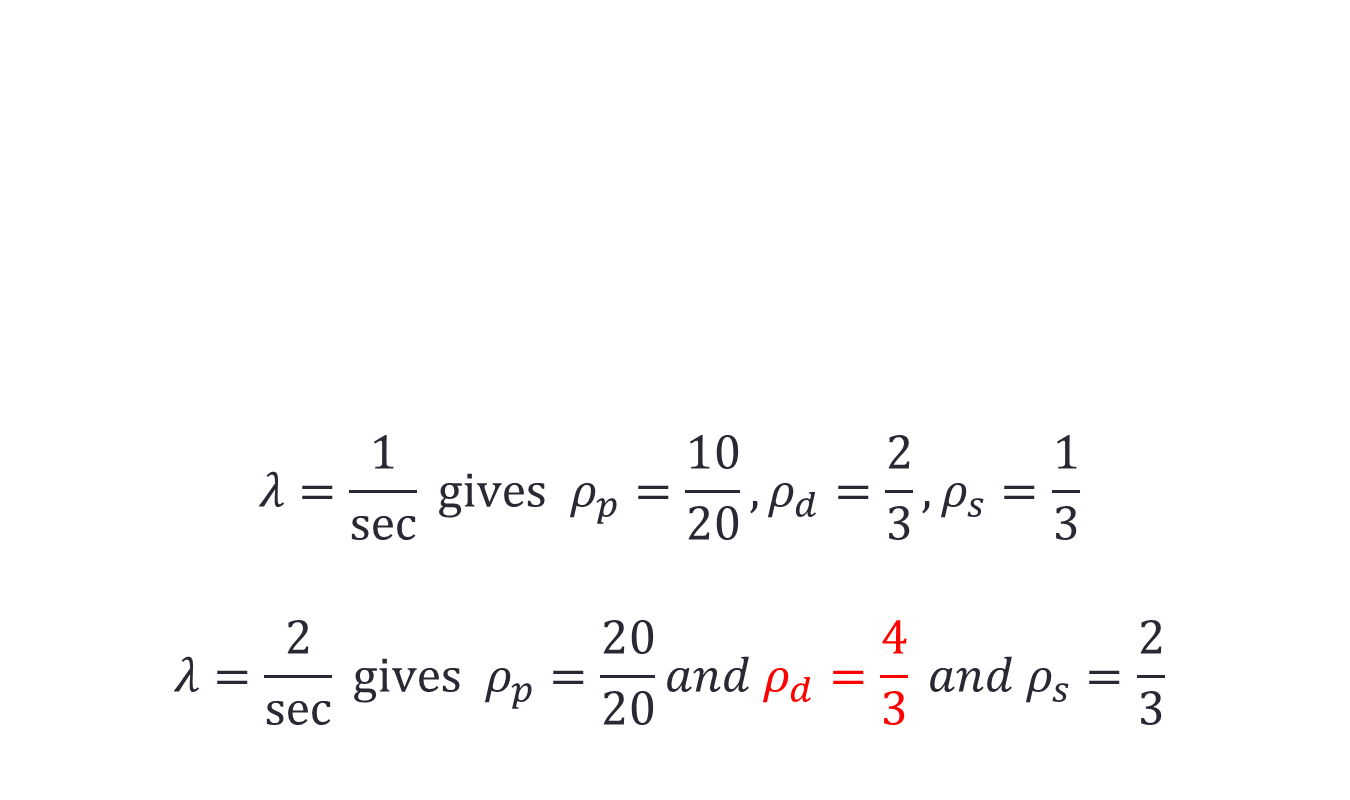 λ = 1/sec gives ρ_p = 10/20, ρ_d = 2/3, ρ_s = 1/3
λ = 2/sec gives ρ_p = 20/20 and ρ_d = 4/3 and ρ_s = 2/3